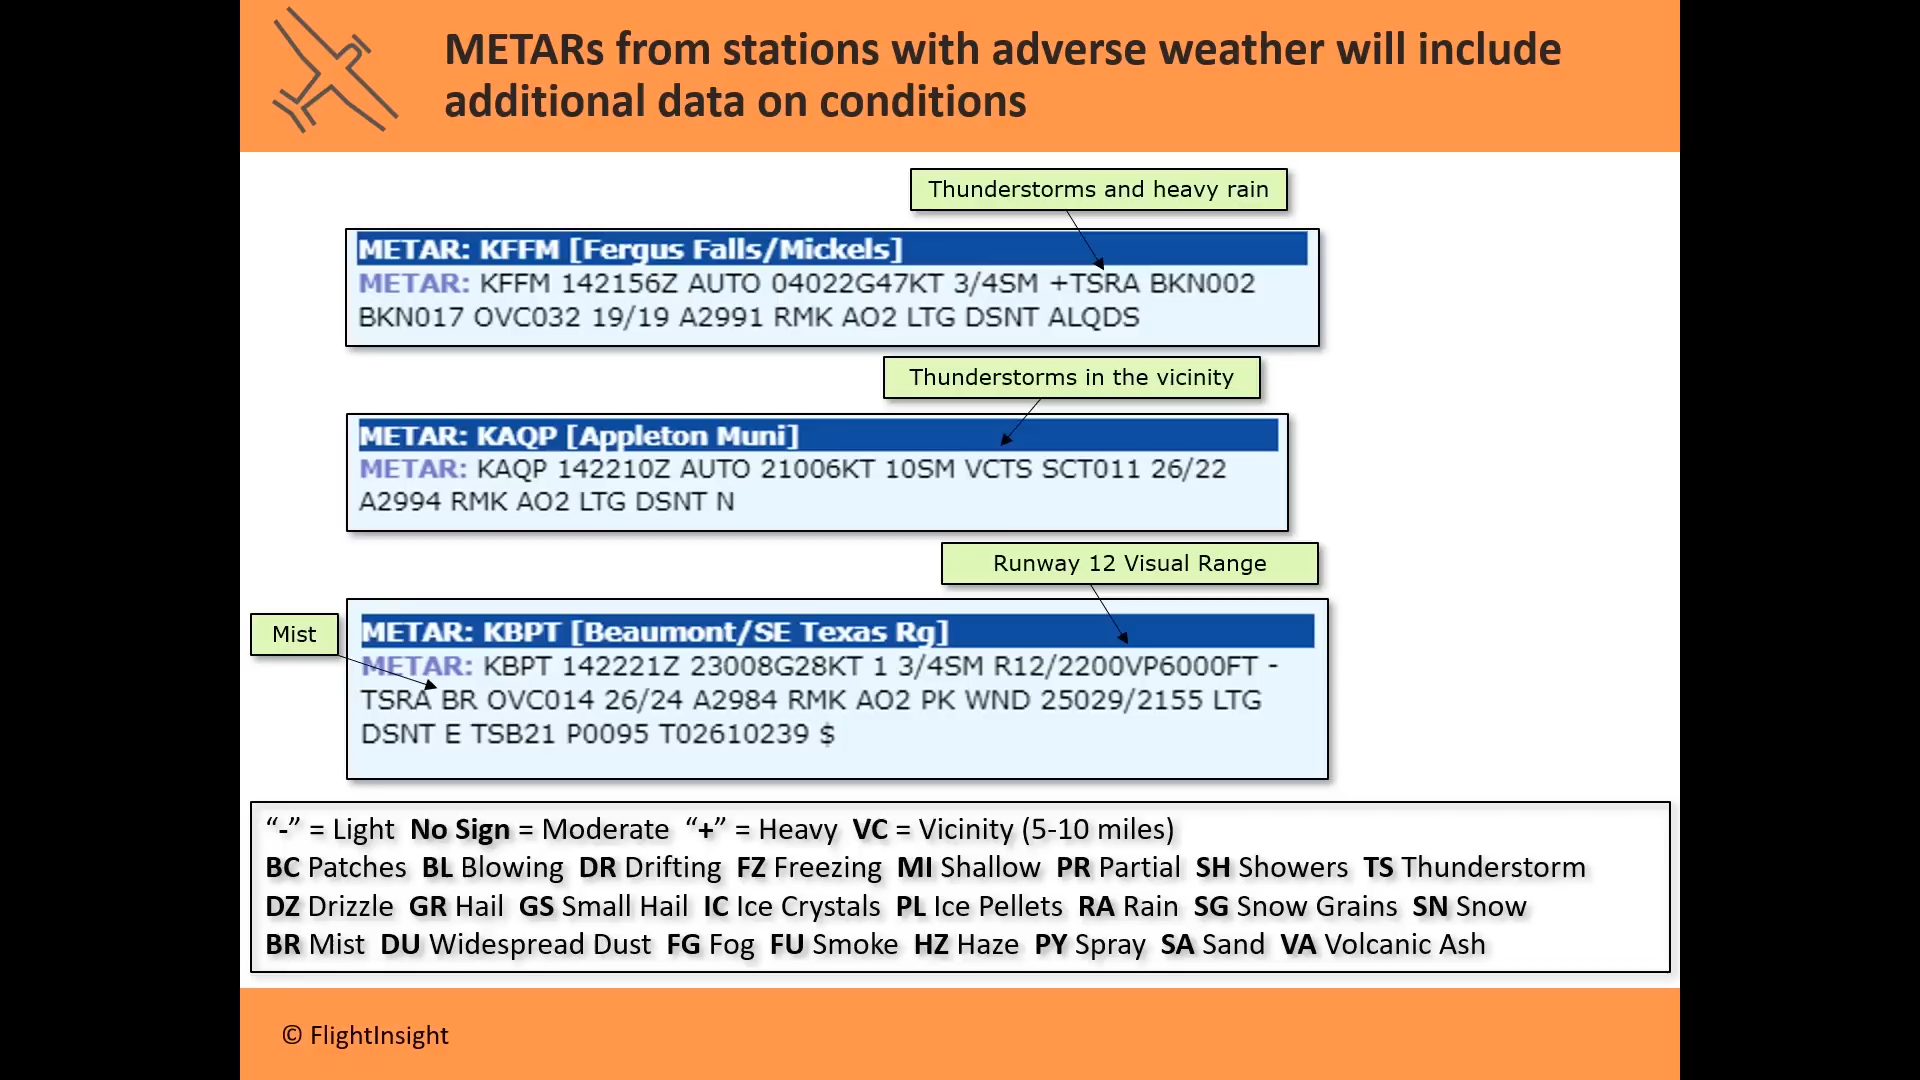 METARs from stations with adverse weather will include
additional data on conditions
Thunderstorms and heavy rain
METAR: KFFM [Fergus Falls/Mickels]
METAR: KFFM 142156Z AUTO 04022G47KT 3/4SM +TSRA BKN002
BKN017 OVC032 19/19 A2991 RMK AO2 LTG DSNT ALQDS
Thunderstorms in the vicinity
METAR: KAQP [Appleton Muni]
METAR: KAQP 142210Z AUTO 21006KT 10SM VCTS SCT011 26/22
A2994 RMK AO2 LTG DSNT N
Runway 12 Visual Range
Mist
METAR: KBPT [Beaumont/SE Texas Rg]
METAR: KBPT 142221Z 23008G28KT 1 3/4SM R12/2200VP6000FT -
TSRA BR OVC014 26/24 A2984 RMK AO2 PK WND 25029/2155 LTG
DSNT E TSB21 P0095 T02610239 $
“-” = Light No Sign = Moderate “+” = Heavy VC = Vicinity (5-10 miles)
BC Patches BL Blowing DR Drifting FZ Freezing MI Shallow PR Partial SH Showers TS Thunderstorm
DZ Drizzle GR Hail GS Small Hail IC Ice Crystals PL Ice Pellets RA Rain SG Snow Grains SN Snow
BR Mist DU Widespread Dust FG Fog FU Smoke HZ Haze PY Spray SA Sand VA Volcanic Ash
© FlightInsight